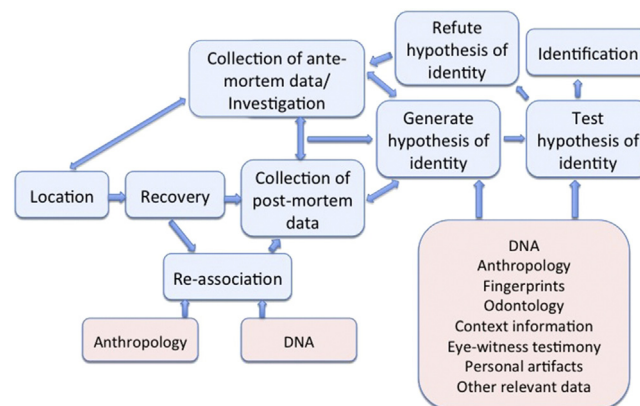 Refute
hypothesis of
identity
Identification
Collection of ante-
mortem data/
Investigation
Generate
hypothesis of
identity
Test
hypothesis of
identity
Location
Recovery
Collection of
post-mortem
data
Re-association
Anthropology
DNA
DNA
Anthropology
Fingerprints
Odontology
Context information
Eye-witness testimony
Personal artifacts
Other relevant data